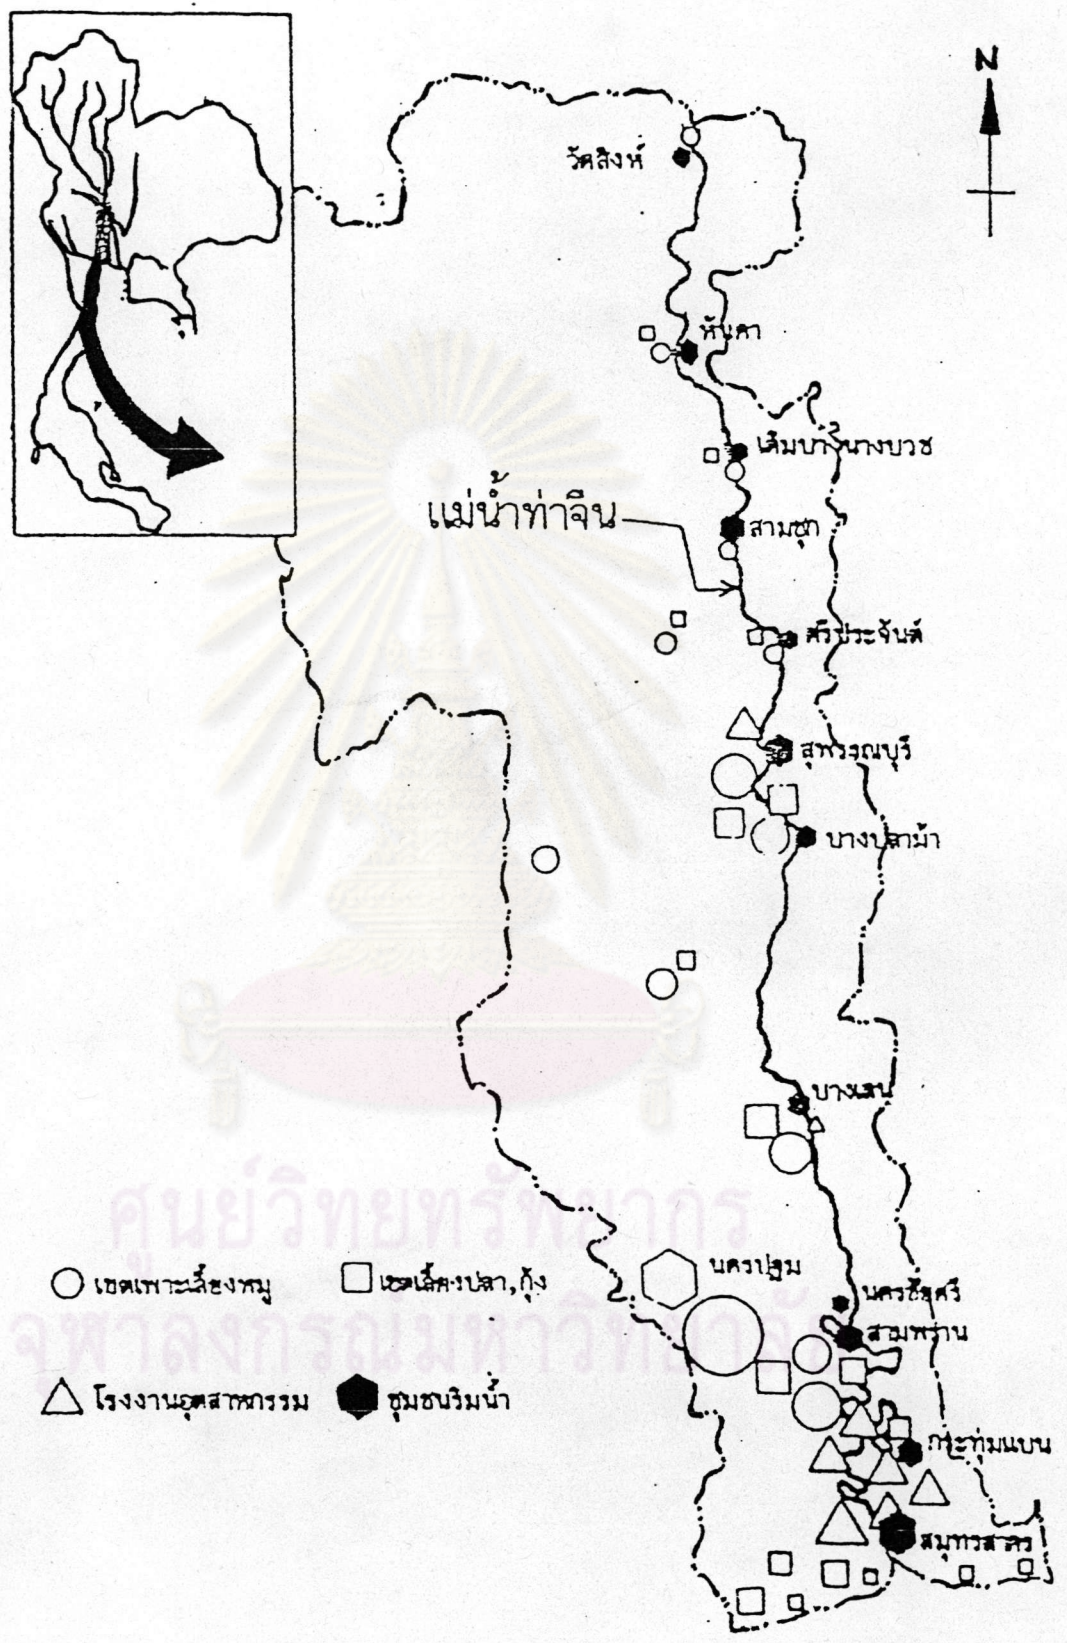 N
วัดสิงห์
หันคา
เดิมบางนางบวช
แม่น้ำท่าจีน
สามชุก
ศรีประจันต์
สุพรรณบุรี
บางปลาม้า
บางเลน
ศูนย์วิทยทรัพยากร
นครปฐม
เขตเพาะเลี้ยงหมู
เขตเลี้ยงปลา,กุ้ง
นครชัยศรี
จุฬาลงกรณ์มหาวิทยาลัย
สามพราน
โรงงานอุตสาหกรรม
ชุมชนริมน้ำ
กระทุ่มแบน
สมุทรสาคร